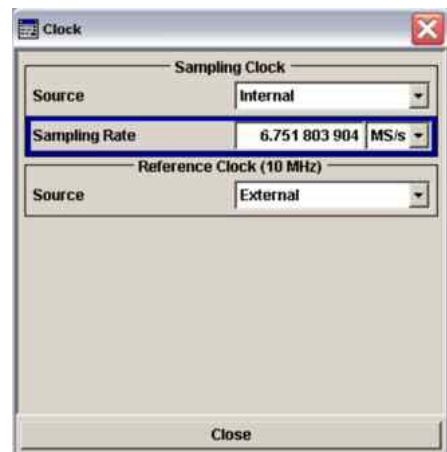 Clock
Sampling Clock
Source Internal
Sampling Rate 6.751 803 904 MS/s
Reference Clock (10 MHz)
Source External
Close